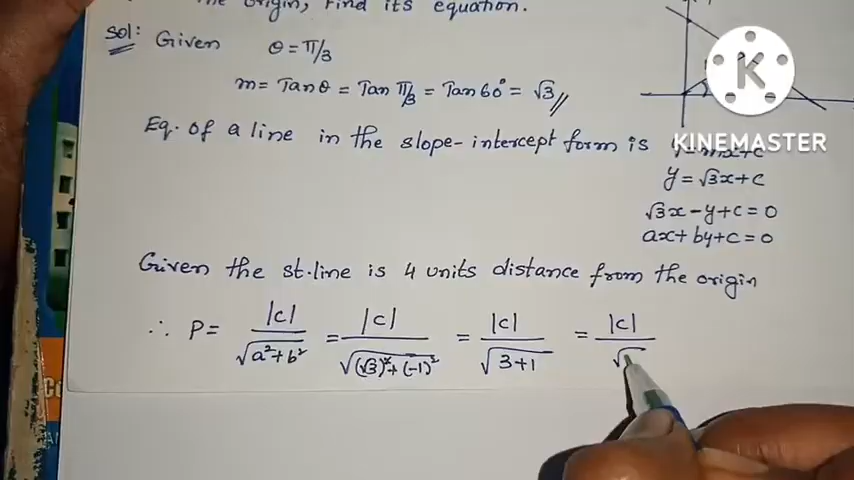 the origin, find its equation.
Sol: Given θ = π/3
m = Tan θ = Tan π/3 = Tan 60° = √3 //
Eq. of a line in the slope-intercept form is y = mx + c
y = √3x + c
√3x - y + c = 0
ax + by + c = 0
Given the st.line is 4 units distance from the origin
∴ P = |c| / √(a² + b²) = |c| / √((√3)² + (-1)²) = |c| / √(3+1) = |c| / √
K
KINEMASTER